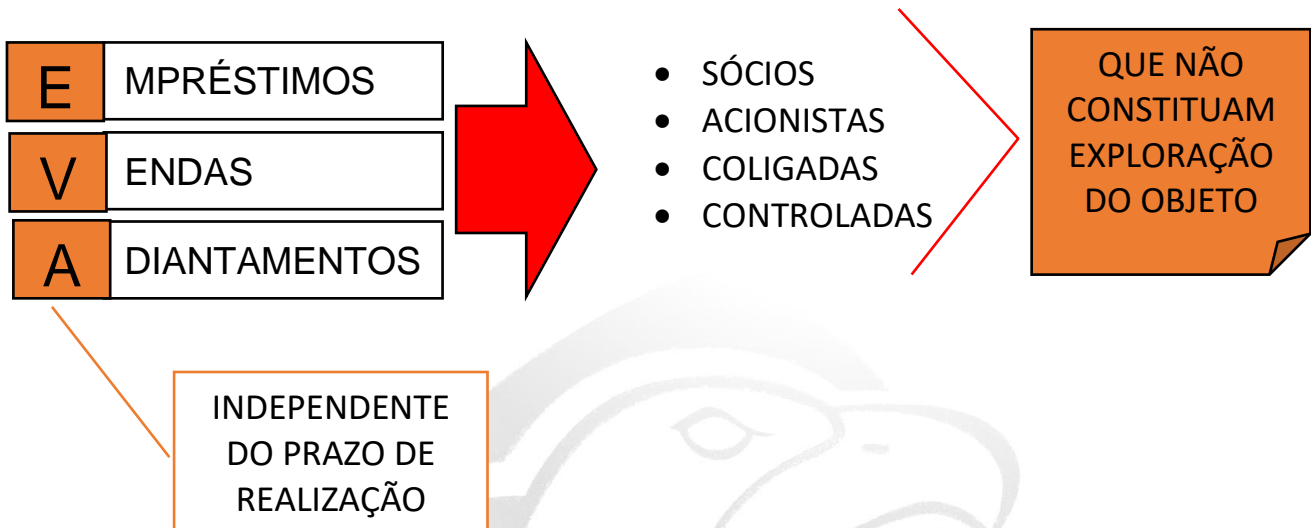 E MPRÉSTIMOS
V ENDAS
A DIANTAMENTOS
• SÓCIOS
• ACIONISTAS
• COLIGADAS
• CONTROLADAS
QUE NÃO
CONSTITUAM
EXPLORAÇÃO
DO OBJETO
INDEPENDENTE
DO PRAZO DE
REALIZAÇÃO